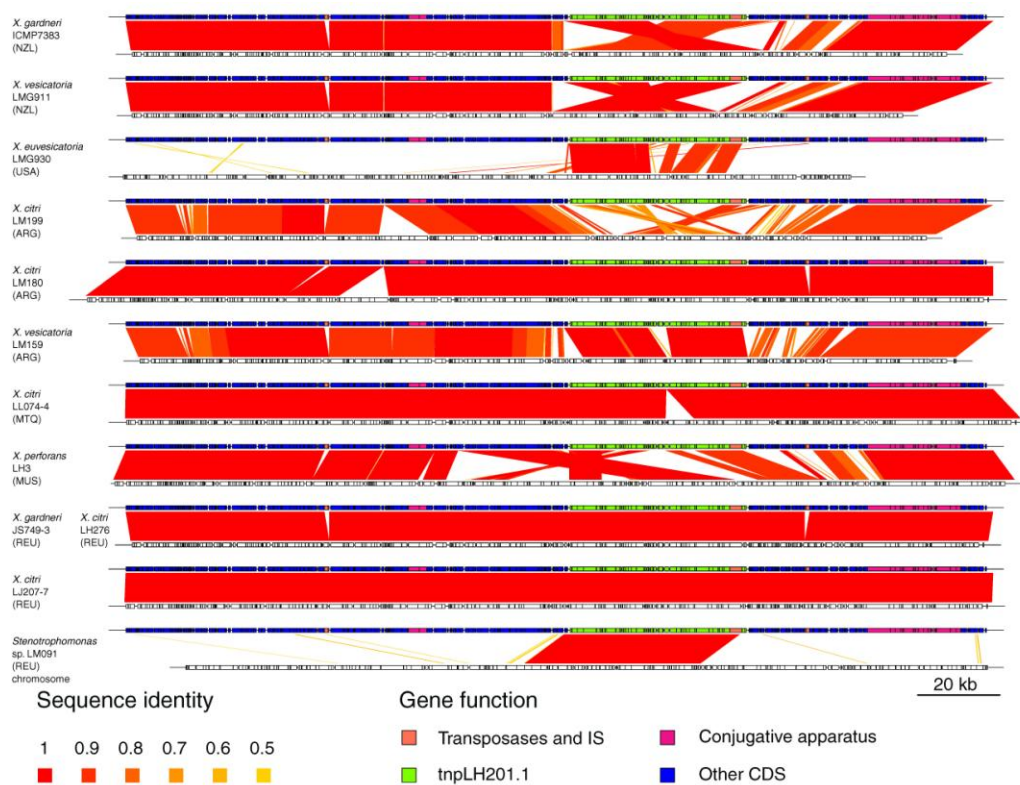 X. gardneri
ICMP7383
(NZL)
X. vesicatoria
LMG911
(NZL)
X. euvesicatoria
LMG930
(USA)
X. citri
LM199
(ARG)
X. citri
LM180
(ARG)
X. vesicatoria
LM159
(ARG)
X. citri
LL074-4
(MTQ)
X. perforans
LH3
(MUS)
X. gardneri X. citri
JS749-3 LH276
(REU) (REU)
X. citri
LJ207-7
(REU)
Stenotrophomonas
sp. LM091
(REU)
chromosome
20 kb
Sequence identity
1 0.9 0.8 0.7 0.6 0.5
Gene function
Transposases and IS
Conjugative apparatus
tnpLH201.1
Other CDS